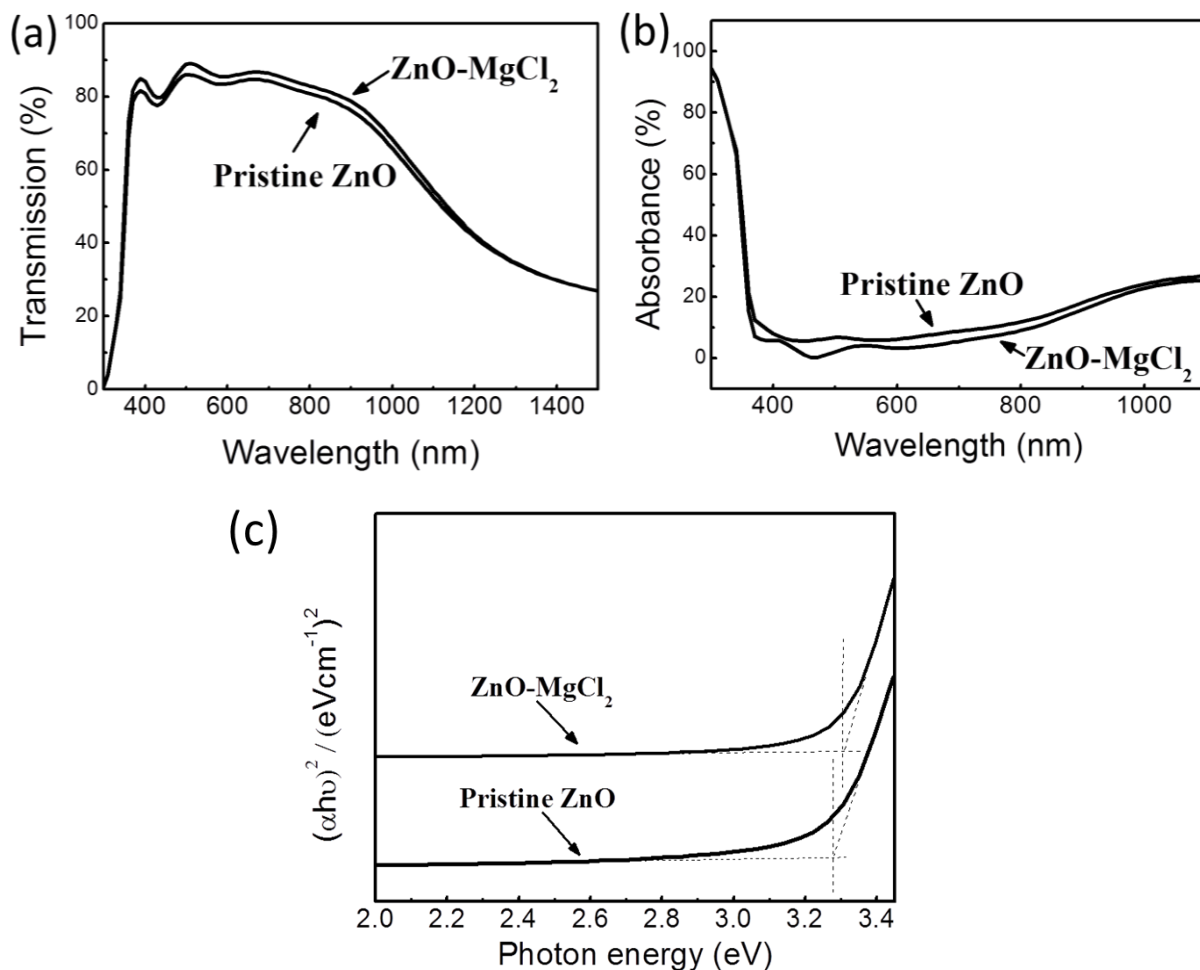 (a)
100
80
60
40
20
0
Transmission (%)
ZnO-MgCl₂
Pristine ZnO
400 600 800 1000 1200 1400
Wavelength (nm)
(b)
100
80
60
40
20
0
Absorbance (%)
Pristine ZnO
ZnO-MgCl₂
400 600 800 1000
Wavelength (nm)
(c)
(αhυ)² / (eVcm⁻¹)²
ZnO-MgCl₂
Pristine ZnO
2.0 2.2 2.4 2.6 2.8 3.0 3.2 3.4
Photon energy (eV)